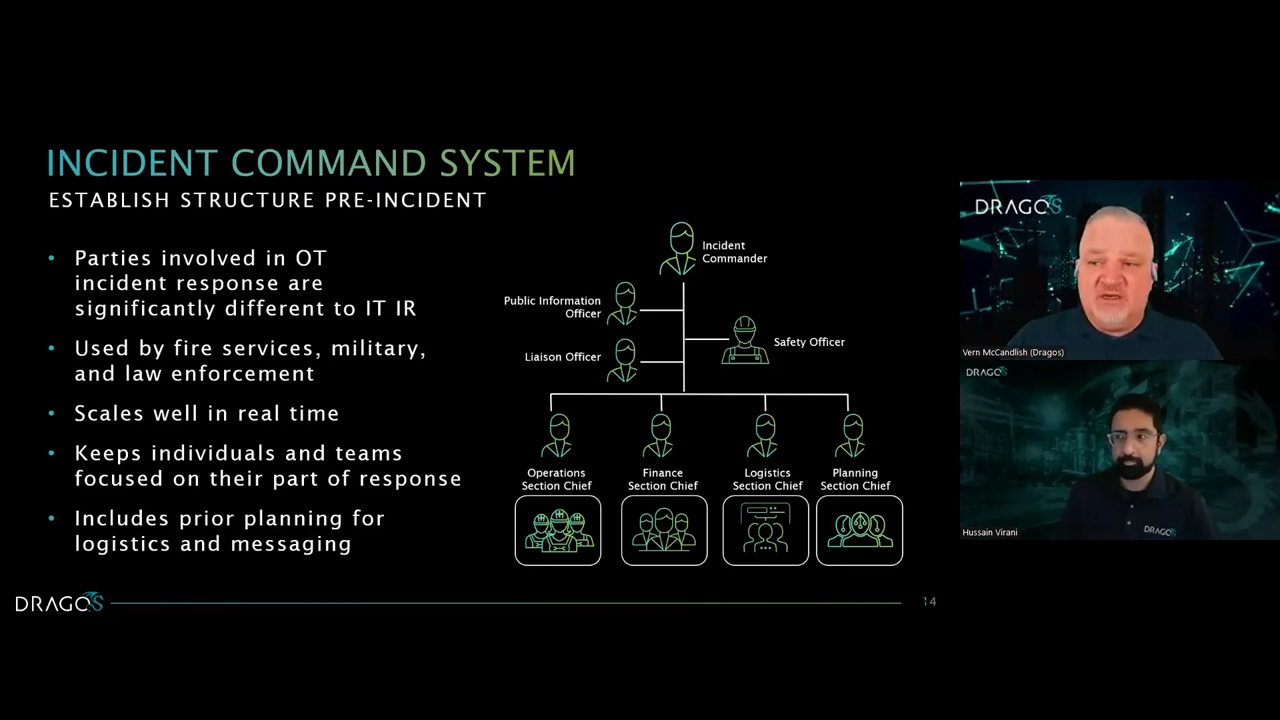 INCIDENT COMMAND SYSTEM
ESTABLISH STRUCTURE PRE-INCIDENT
• Parties involved in OT
incident response are
significantly different to IT IR
• Used by fire services, military,
and law enforcement
• Scales well in real time
• Keeps individuals and teams
focused on their part of response
• Includes prior planning for
logistics and messaging
Incident
Commander
Public Information
Officer
Safety Officer
Liaison Officer
Operations
Section Chief
Finance
Section Chief
Logistics
Section Chief
Planning
Section Chief
DRAGOS
14
DRAGOS
Vern McCandlish (Dragos)
DRAGOS
DRAGOS
Hussain Virani